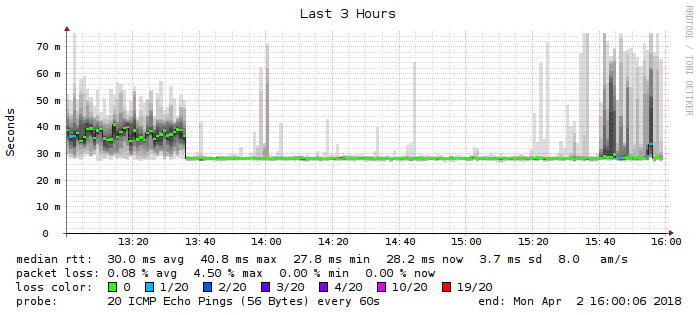 Last 3 Hours
RRDTOOL / TOBI OETIKER
Seconds
70 m
60 m
50 m
40 m
30 m
20 m
10 m
0
13:20 13:40 14:00 14:20 14:40 15:00 15:20 15:40 16:00
median rtt: 30.0 ms avg 40.8 ms max 27.8 ms min 28.2 ms now 3.7 ms sd 8.0 am/s
packet loss: 0.08 % avg 4.50 % max 0.00 % min 0.00 % now
loss color: 0 1/20 2/20 3/20 4/20 10/20 19/20
probe: 20 ICMP Echo Pings (56 Bytes) every 60s end: Mon Apr 2 16:00:06 2018